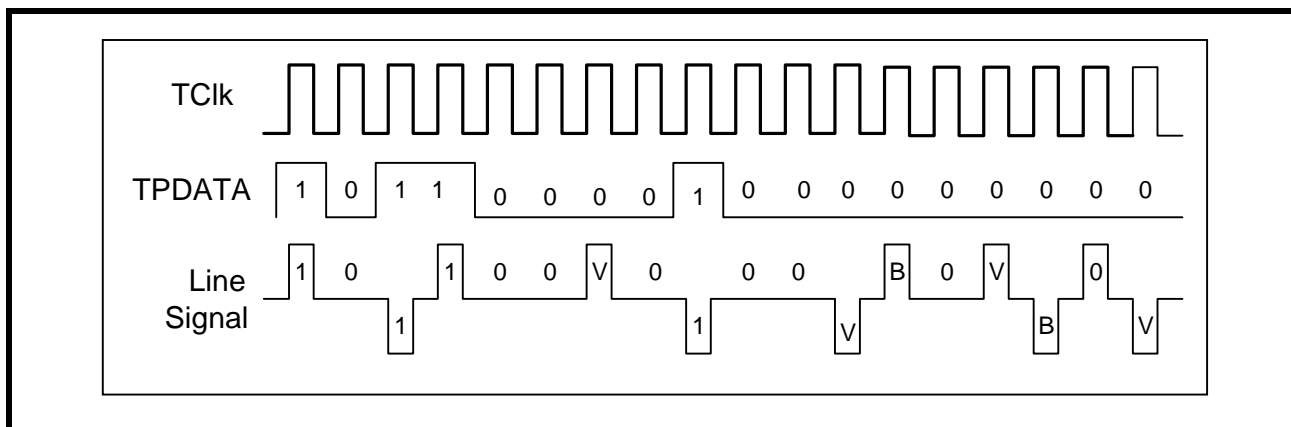 TClk
TPDATA 1 0 1 1 0 0 0 0 1 0 0 0 0 0 0 0 0 0
Line Signal 1 0 1 1 0 0 V 0 1 0 0 V B 0 V B 0 V